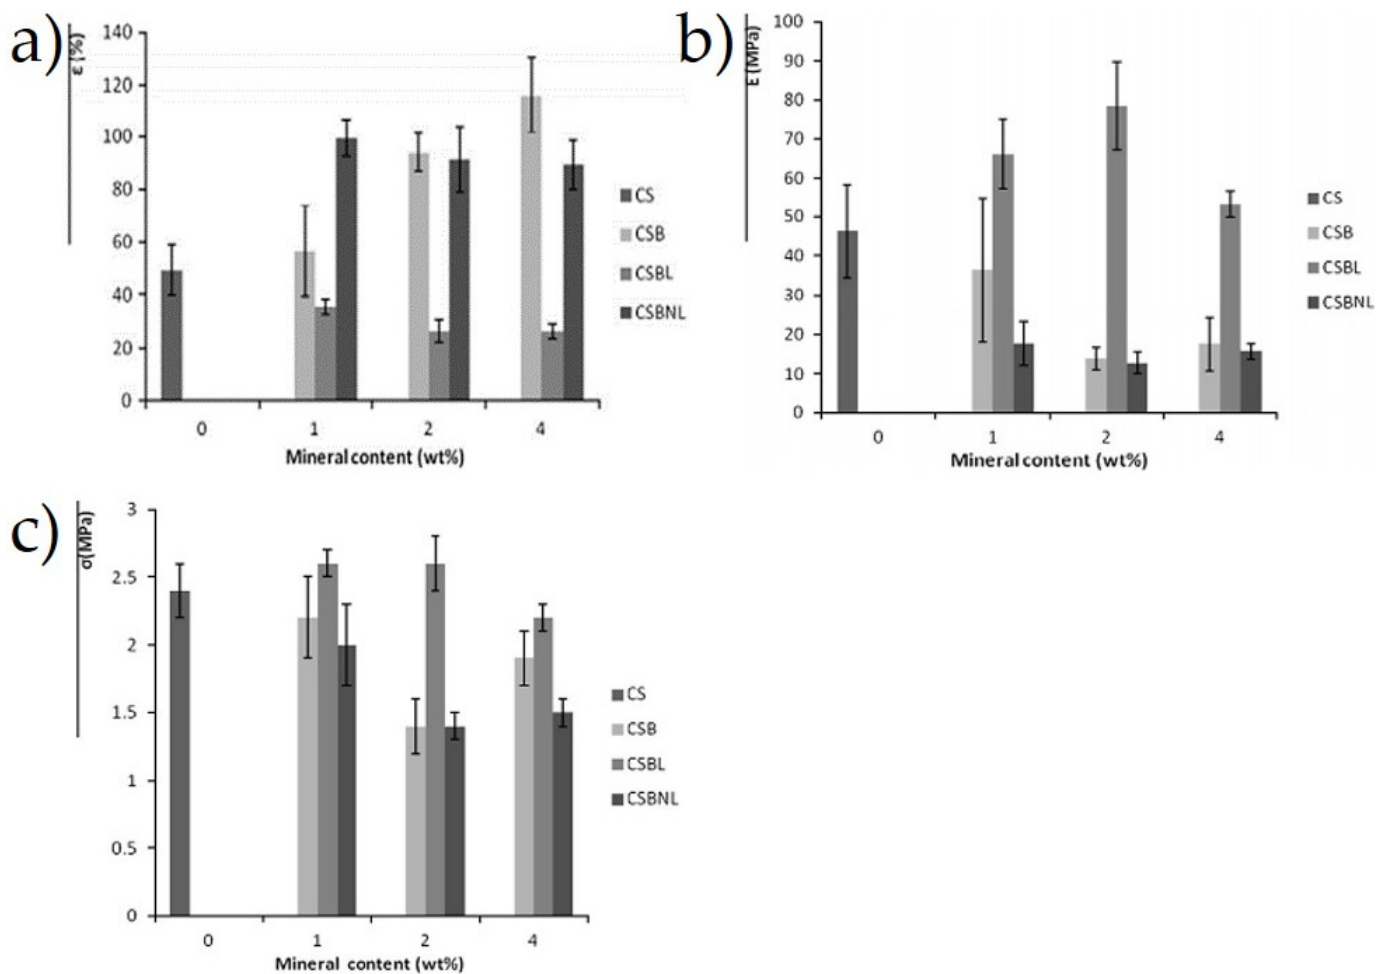 a)
ε (%)
140
120
100
80
60
40
20
0
0 1 2 4
Mineral content (wt%)
CS
CSB
CSBL
CSBNL
b)
E (MPa)
100
90
80
70
60
50
40
30
20
10
0
0 1 2 4
Mineral content (wt%)
CS
CSB
CSBL
CSBNL
c)
σ(MPa)
3
2.5
2
1.5
1
0.5
0
0 1 2 4
Mineral content (wt%)
CS
CSB
CSBL
CSBNL